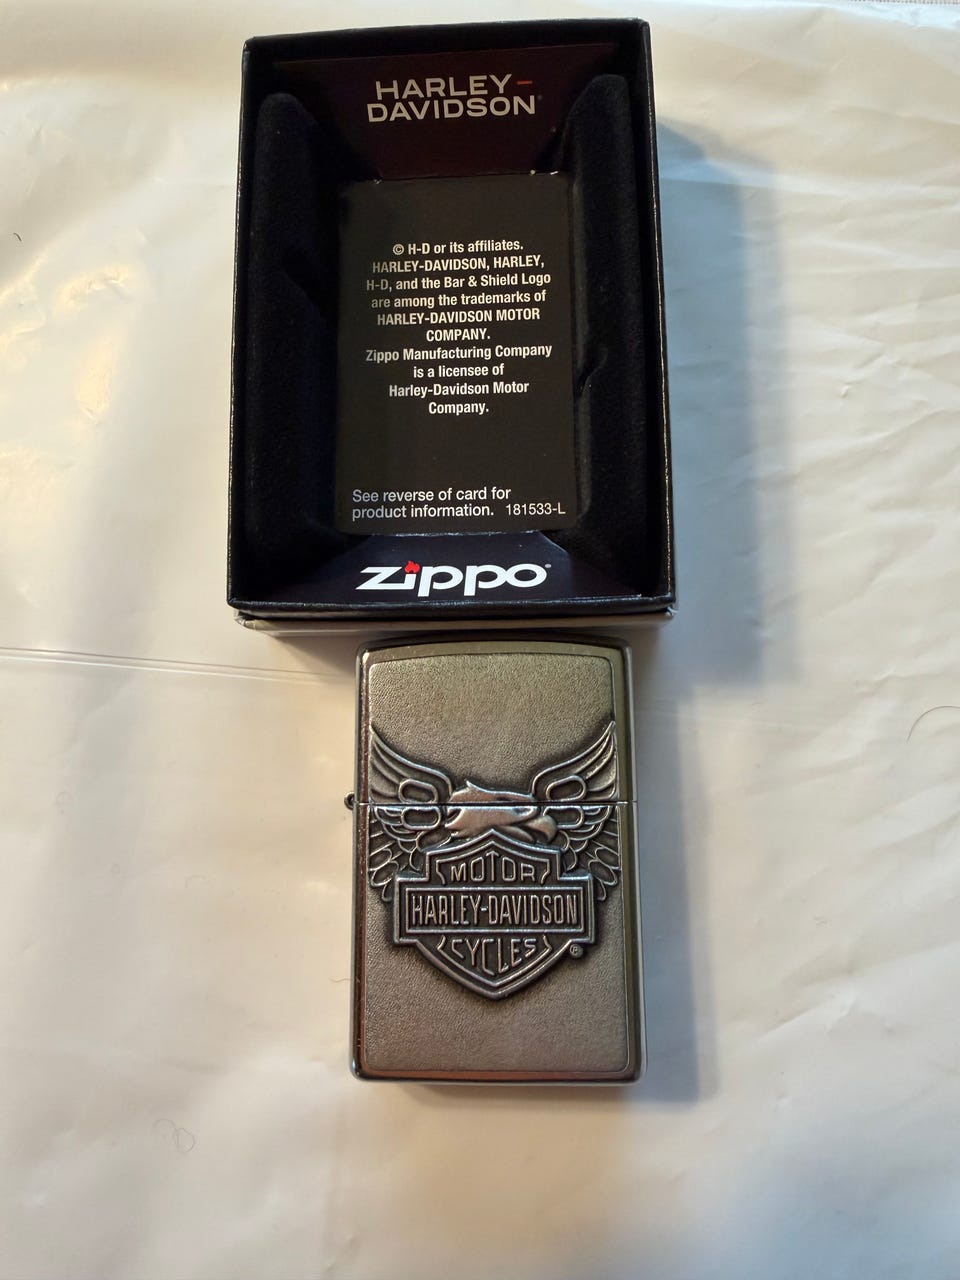 HARLEY-
DAVIDSON®
© H-D or its affiliates.
HARLEY-DAVIDSON, HARLEY,
H-D, and the Bar & Shield Logo
are among the trademarks of
HARLEY-DAVIDSON MOTOR
COMPANY.
Zippo Manufacturing Company
is a licensee of
Harley-Davidson Motor
Company.
See reverse of card for
product information. 181533-L
zippo®
MOTOR
HARLEY-DAVIDSON
CYCLES ®